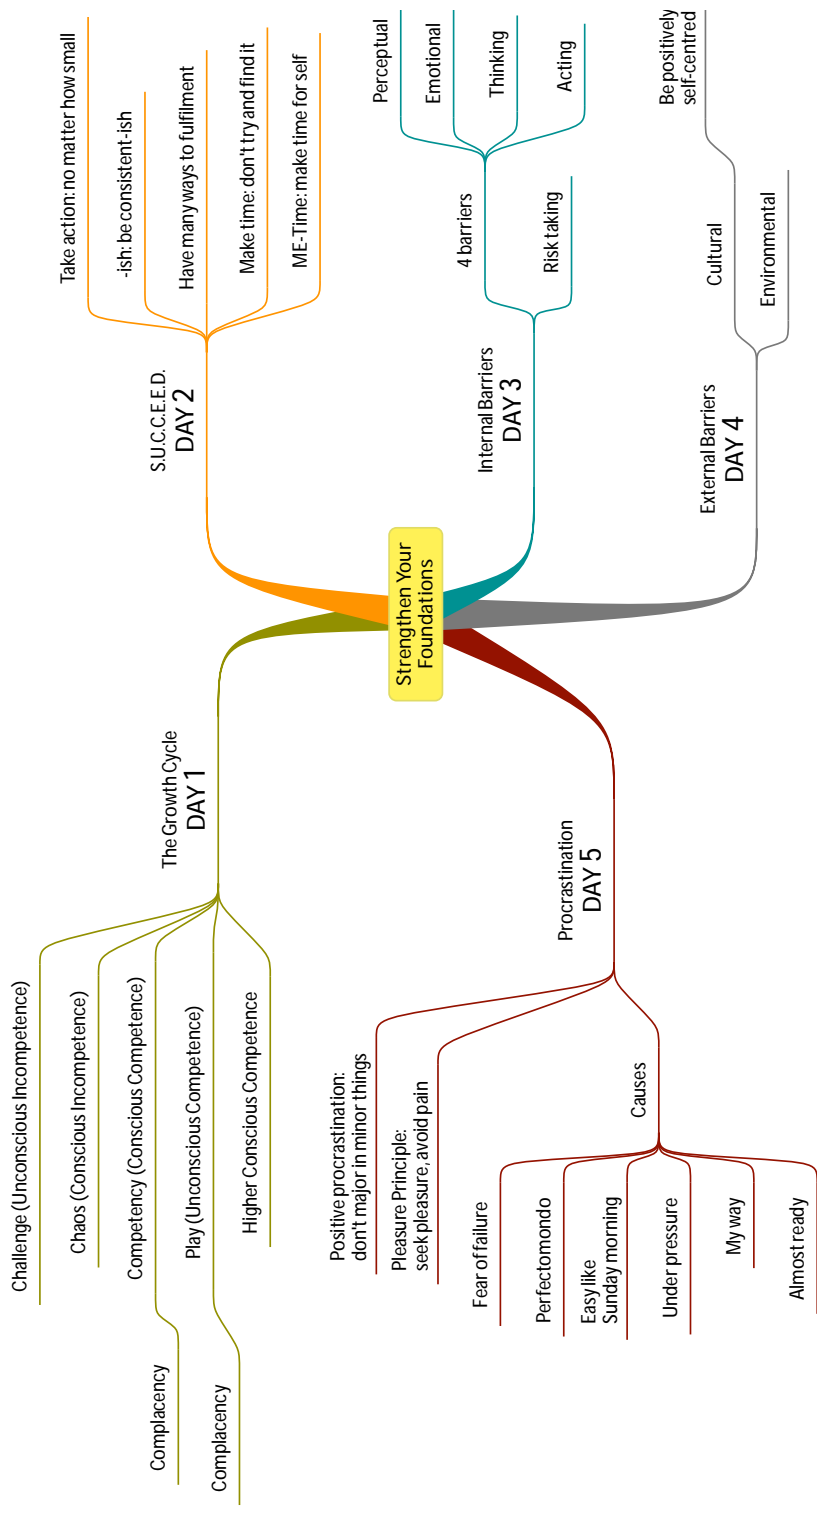 Strengthen Your
Foundations
The Growth Cycle
DAY 1
Challenge (Unconscious Incompetence)
Chaos (Conscious Incompetence)
Competency (Conscious Competence)
Complacency
Play (Unconscious Competence)
Complacency
Higher Conscious Competence
S.U.C.C.E.E.D.
DAY 2
Take action: no matter how small
-ish: be consistent-ish
Have many ways to fulfilment
Make time: don't try and find it
ME-Time: make time for self
Internal Barriers
DAY 3
4 barriers
Perceptual
Emotional
Thinking
Acting
Risk taking
External Barriers
DAY 4
Cultural
Be positively
self-centred
Environmental
Procrastination
DAY 5
Positive procrastination:
don't major in minor things
Pleasure Principle:
seek pleasure, avoid pain
Causes
Fear of failure
Perfectomondo
Easy like
Sunday morning
Under pressure
My way
Almost ready